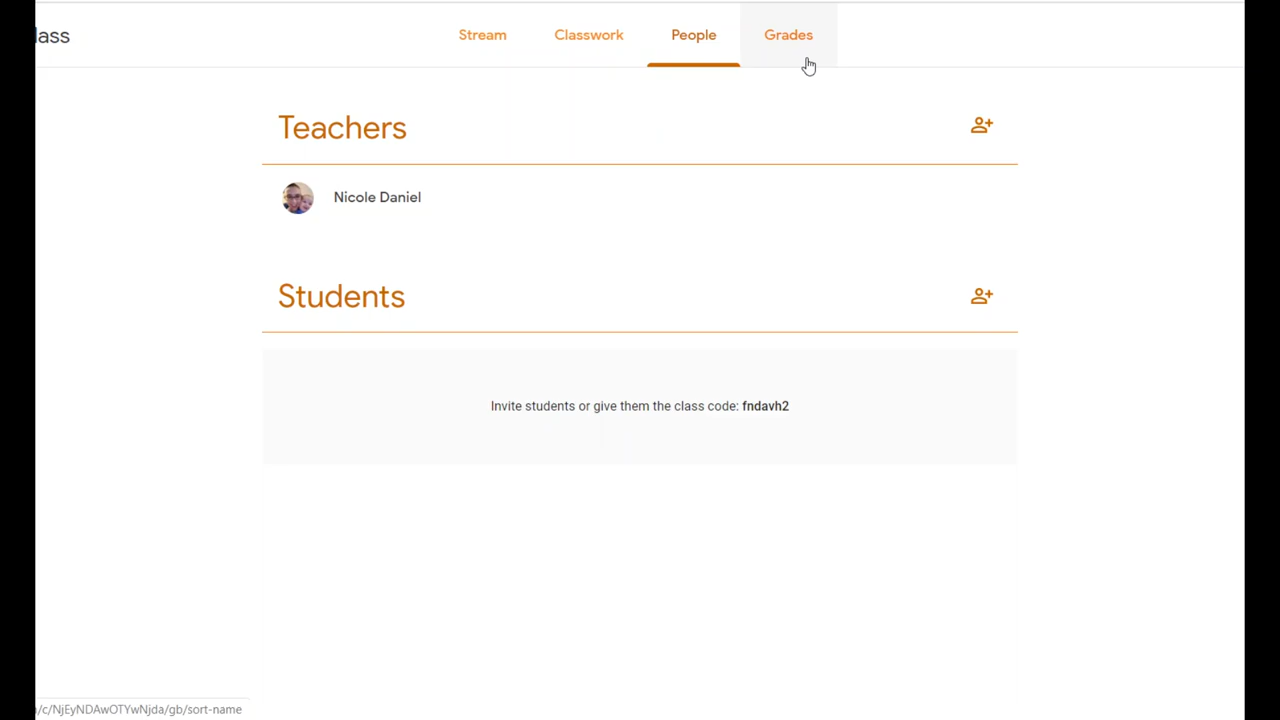 lass
Stream Classwork People Grades
Teachers
Nicole Daniel
Students
Invite students or give them the class code: fndavh2
/c/NjEyNDAwOTYwNjda/gb/sort-name